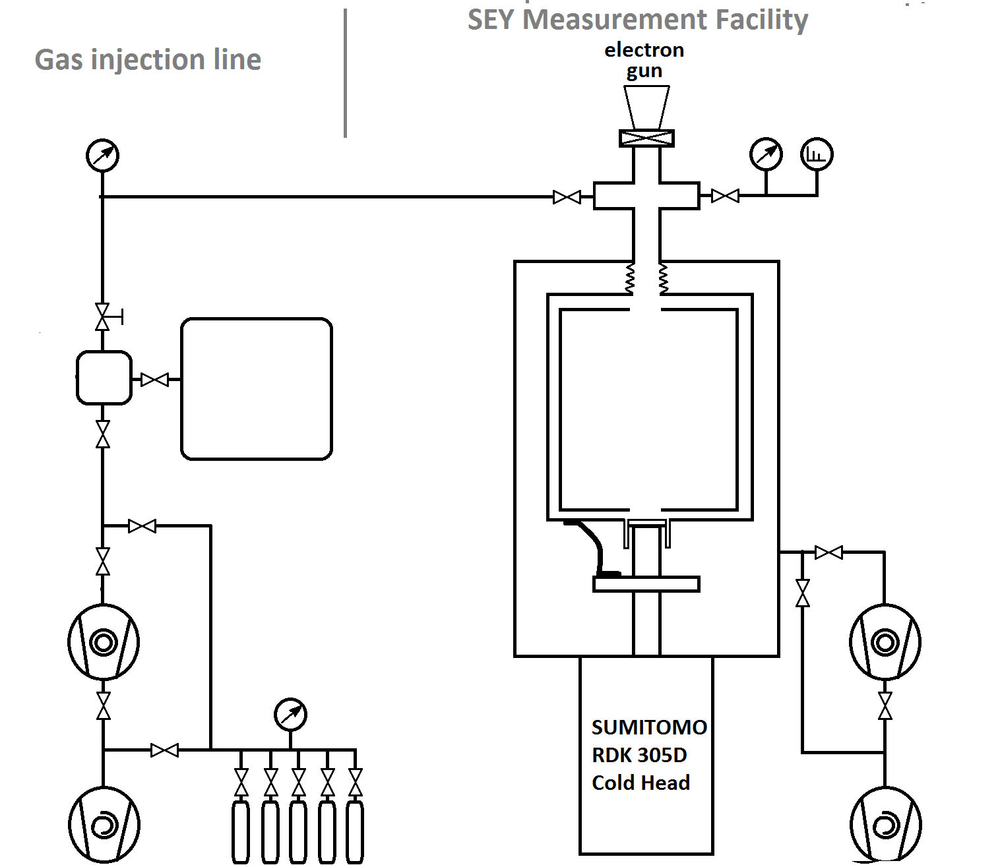 SEY Measurement Facility
Gas injection line
electron
gun
SUMITOMO
RDK 305D
Cold Head